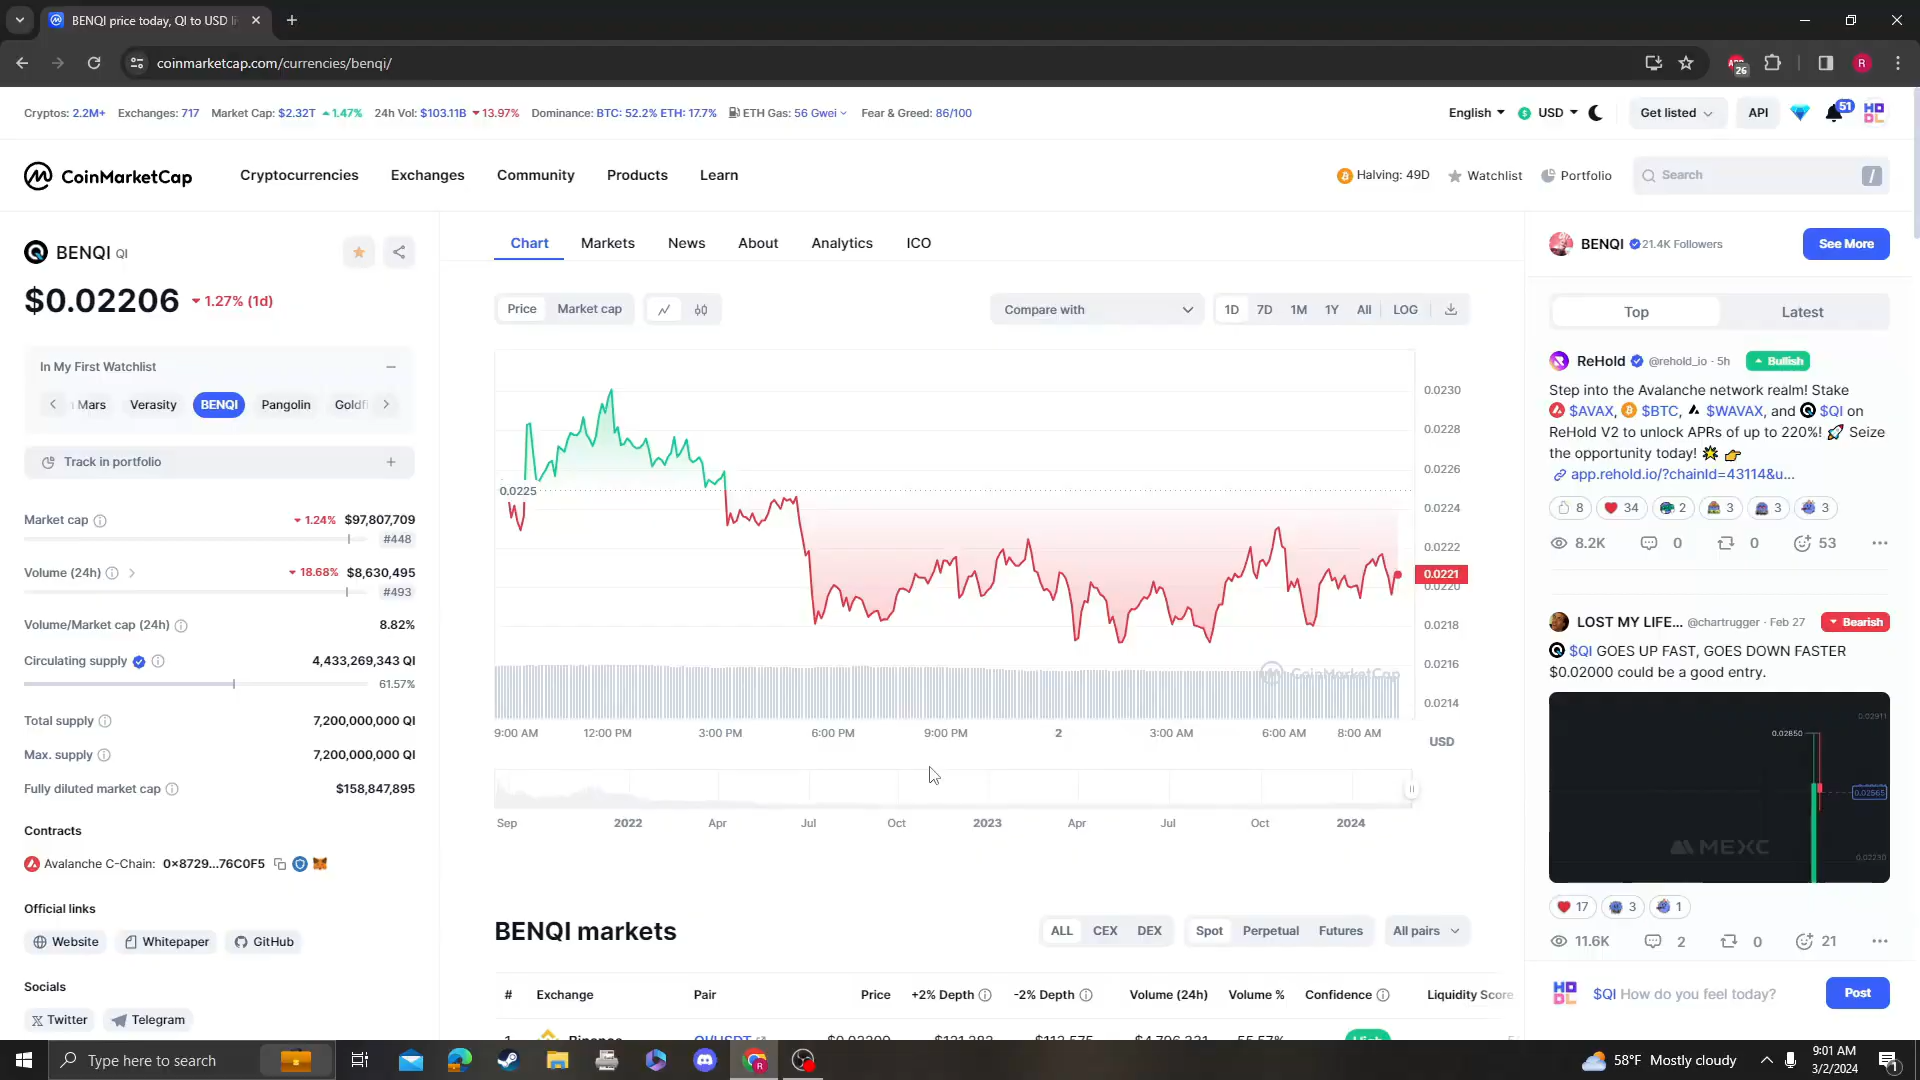 BENQI price today, QI to USD li
coinmarketcap.com/currencies/benqi/
26
R
Cryptos: 2.2M+ Exchanges: 717 Market Cap: $2.32T 1.47% 24h Vol: $103.11B 13.97% Dominance: BTC: 52.2% ETH: 17.7% ETH Gas: 56 Gwei Fear & Greed: 86/100
English USD Get listed API 51
CoinMarketCap
Cryptocurrencies Exchanges Community Products Learn
Halving: 49D Watchlist Portfolio Search /
BENQI QI
$0.02206 1.27% (1d)
In My First Watchlist
Mars Verasity BENQI Pangolin Goldfi
Track in portfolio +
Market cap 1.24% $97,807,709
#448
Volume (24h) 18.68% $8,630,495
#493
Volume/Market cap (24h) 8.82%
Circulating supply 4,433,269,343 QI
61.57%
Total supply 7,200,000,000 QI
Max. supply 7,200,000,000 QI
Fully diluted market cap $158,847,895
Contracts
Avalanche C-Chain: 0x8729...76C0F5
Official links
Website Whitepaper GitHub
Socials
Twitter Telegram
Chart Markets News About Analytics ICO
Price Market cap
Compare with 1D 7D 1M 1Y All LOG
0.0230
0.0228
0.0226
0.0225
0.0224
0.0222
0.0221
0.0220
0.0218
0.0216
0.0214
CoinMarketCap
9:00 AM 12:00 PM 3:00 PM 6:00 PM 9:00 PM 2 3:00 AM 6:00 AM 8:00 AM
USD
Sep 2022 Apr Jul Oct 2023 Apr Jul Oct 2024
BENQI markets
ALL CEX DEX Spot Perpetual Futures All pairs
# Exchange Pair Price +2% Depth -2% Depth Volume (24h) Volume % Confidence Liquidity Score
BENQI 21.4K Followers See More
Top Latest
ReHold @rehold_io · 5h Bullish
Step into the Avalanche network realm! Stake
$AVAX, $BTC, $WAVAX, and $QI on
ReHold V2 to unlock APRs of up to 220%! Seize
the opportunity today!
app.rehold.io/?chainId=43114&u...
8 34 2 3 3 3
8.2K 0 0 53
LOST MY LIFE... @chartrugger · Feb 27 Bearish
$QI GOES UP FAST, GOES DOWN FASTER
$0.02000 could be a good entry.
0.02911
0.02850
0.02565
MEXC
0.02230
17 3 1
11.6K 2 0 21
HODL $QI How do you feel today? Post
Type here to search
58°F Mostly cloudy
9:01 AM
3/2/2024
1